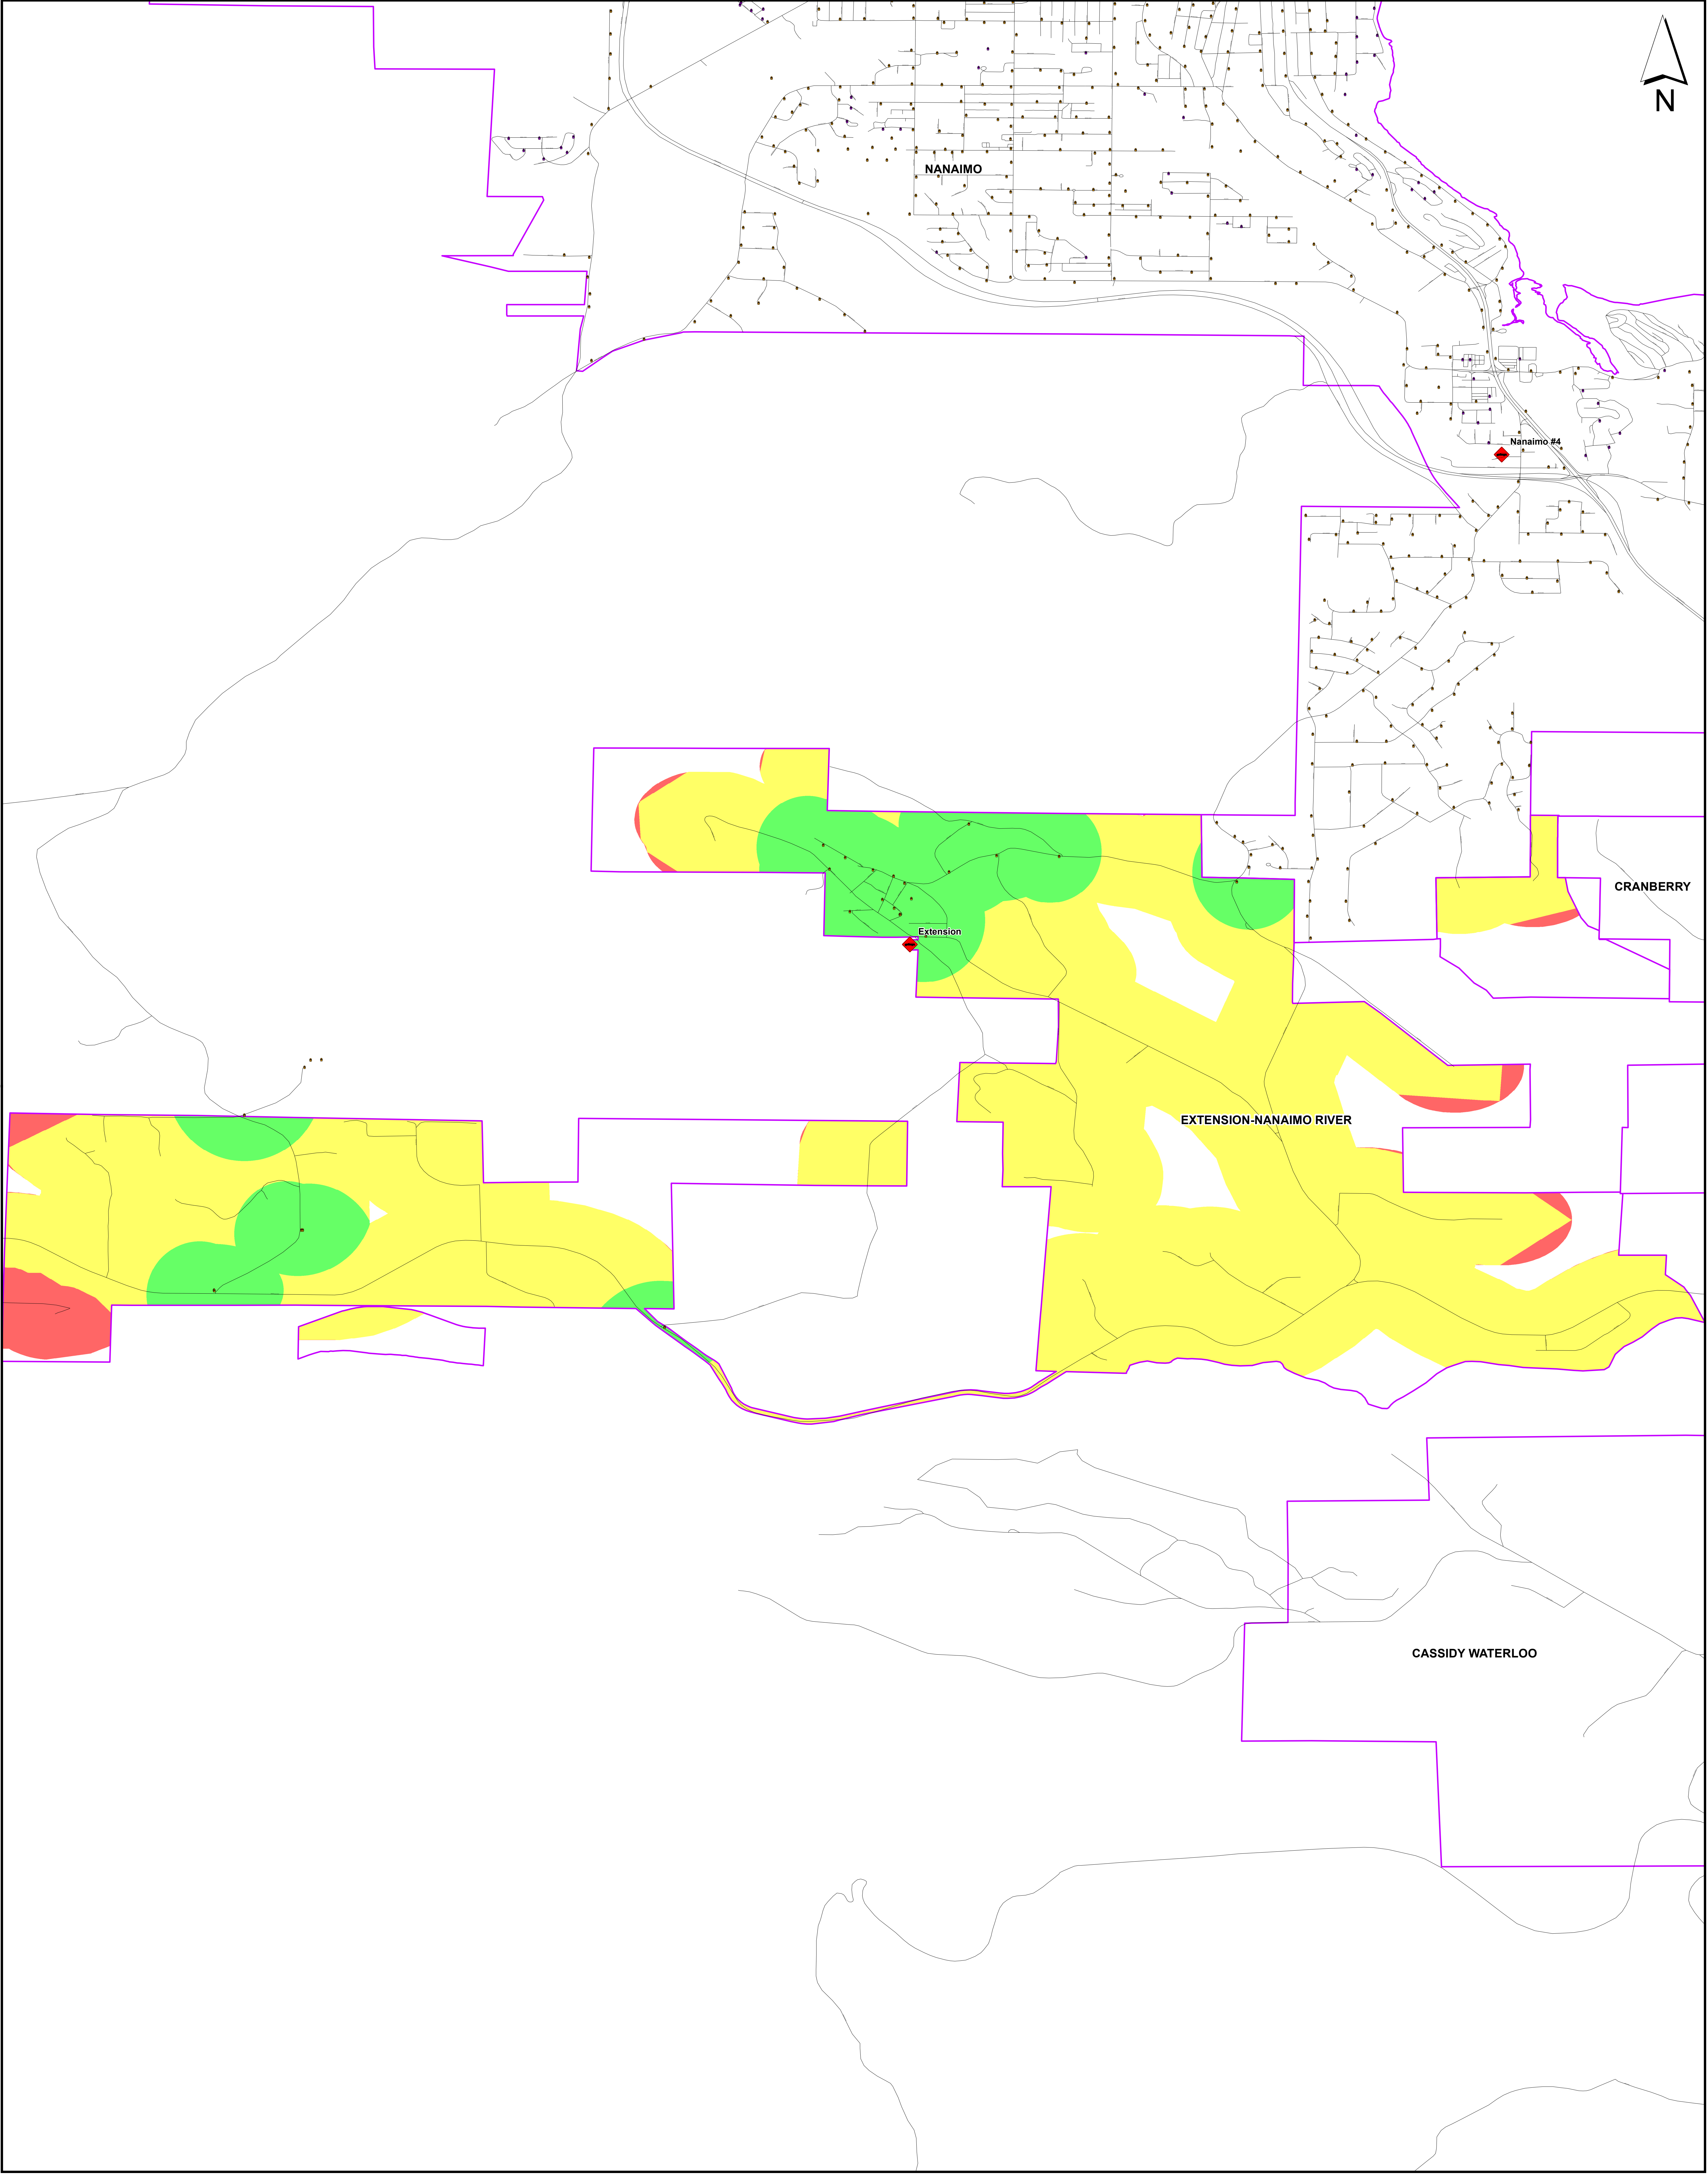 N
NANAIMO
Nanaimo #4
CRANBERRY
Extension
EXTENSION-NANAIMO RIVER
CASSIDY WATERLOO